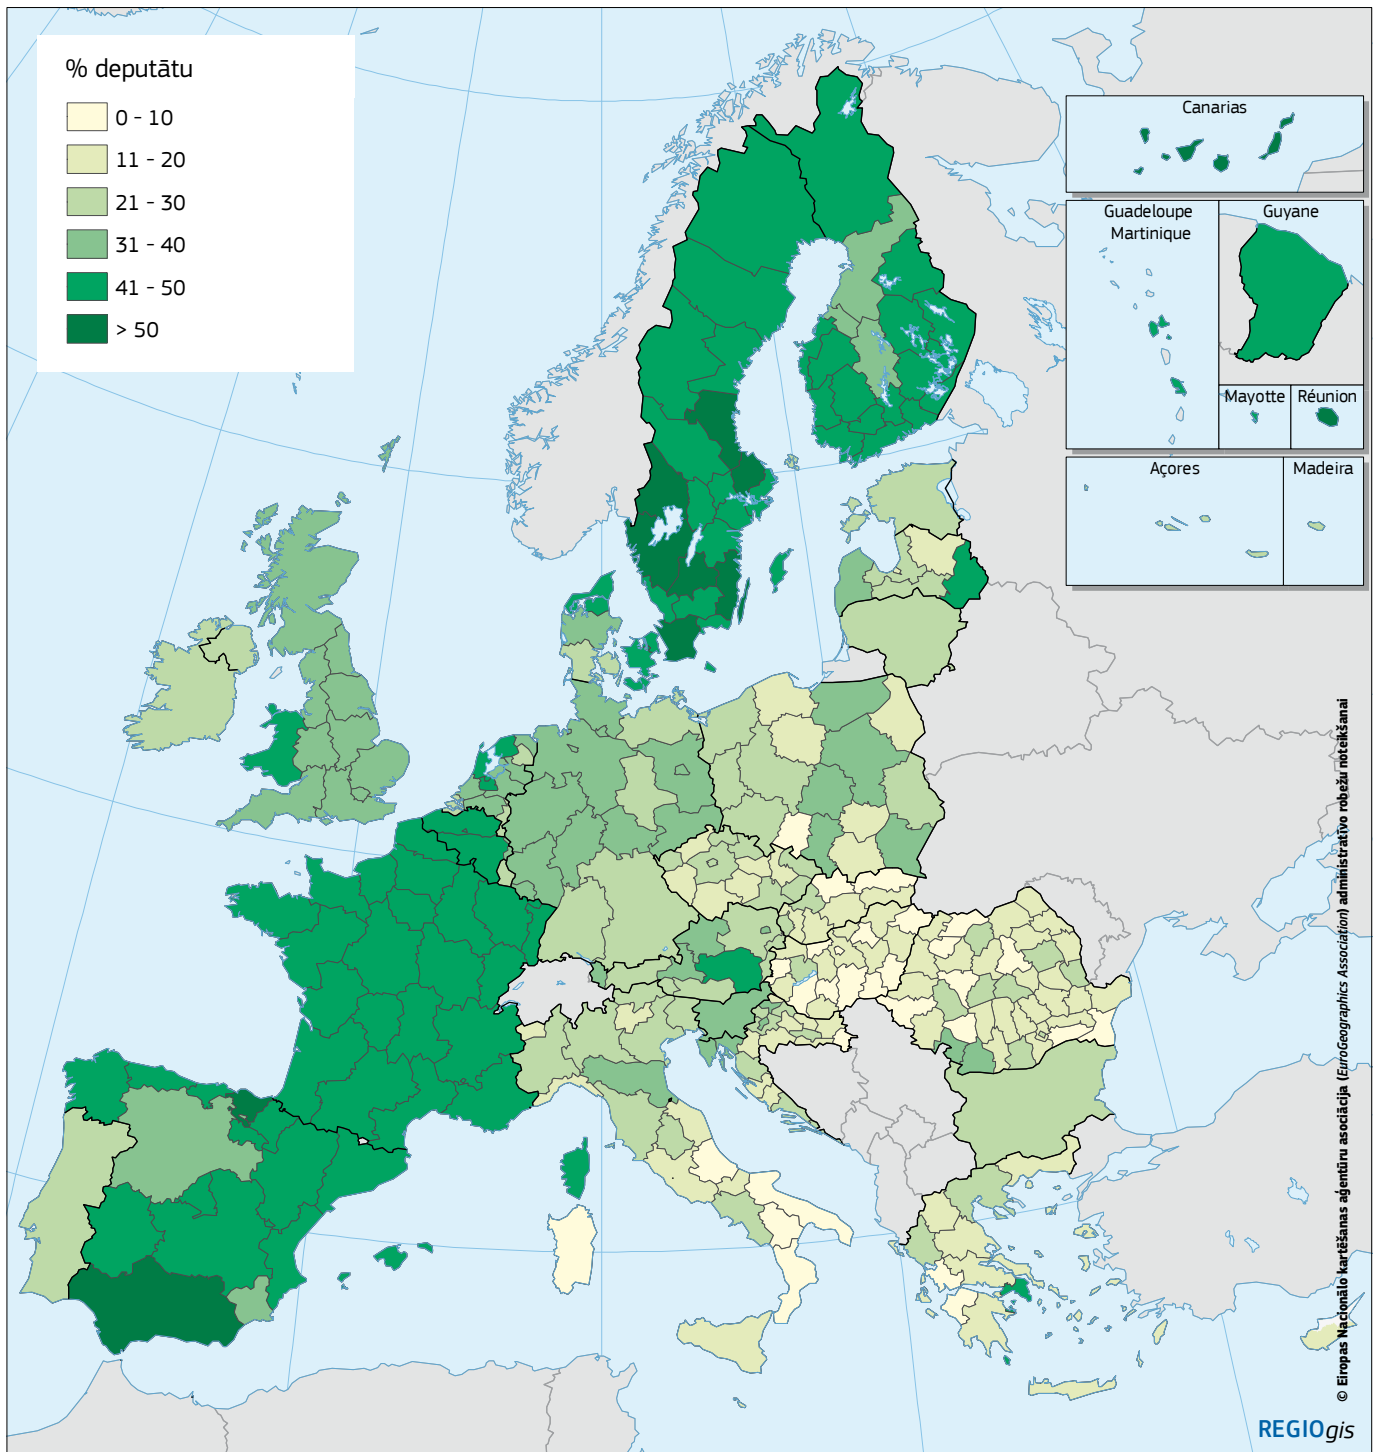 % deputātu
0 - 10
11 - 20
21 - 30
31 - 40
41 - 50
> 50
Canarias
Guadeloupe
Martinique
Guyane
Mayotte
Réunion
Açores
Madeira
© Eiropas Nacionālo kartēšanas aģentūru asociācija (EuroGeographics Association) administratīvo robežu noteikšanai
REGIOgis